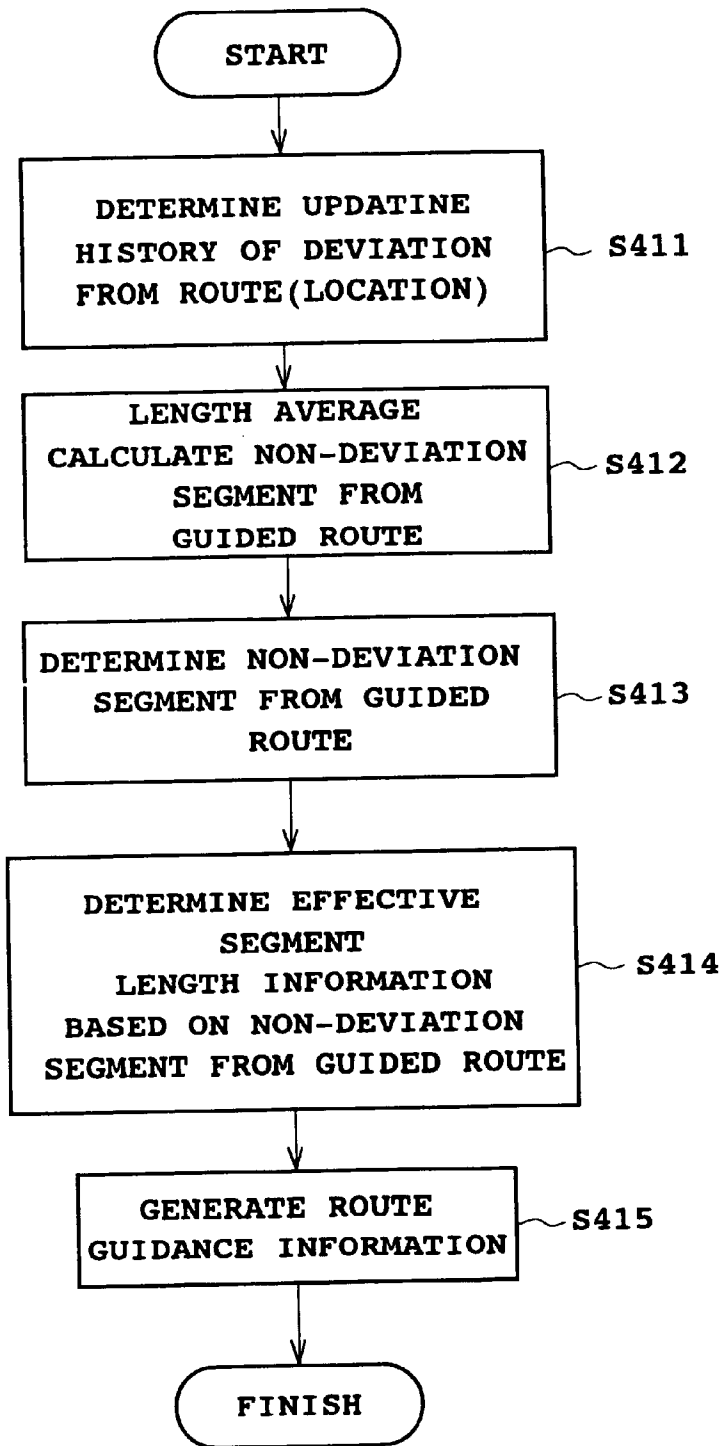 START
DETERMINE UPDATINE
HISTORY OF DEVIATION
FROM ROUTE(LOCATION)
S411
LENGTH AVERAGE
CALCULATE NON-DEVIATION
SEGMENT FROM
GUIDED ROUTE
S412
DETERMINE NON-DEVIATION
SEGMENT FROM GUIDED
ROUTE
S413
DETERMINE EFFECTIVE
SEGMENT
LENGTH INFORMATION
BASED ON NON-DEVIATION
SEGMENT FROM GUIDED ROUTE
S414
GENERATE ROUTE
GUIDANCE INFORMATION
S415
FINISH